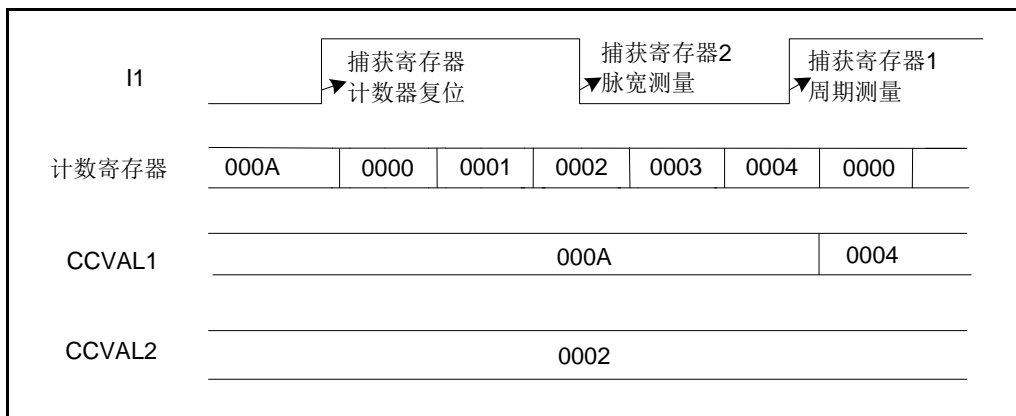 I1
捕获寄存器
计数器复位
捕获寄存器2
脉宽测量
捕获寄存器1
周期测量
计数寄存器 000A 0000 0001 0002 0003 0004 0000
CCVAL1 000A 0004
CCVAL2 0002